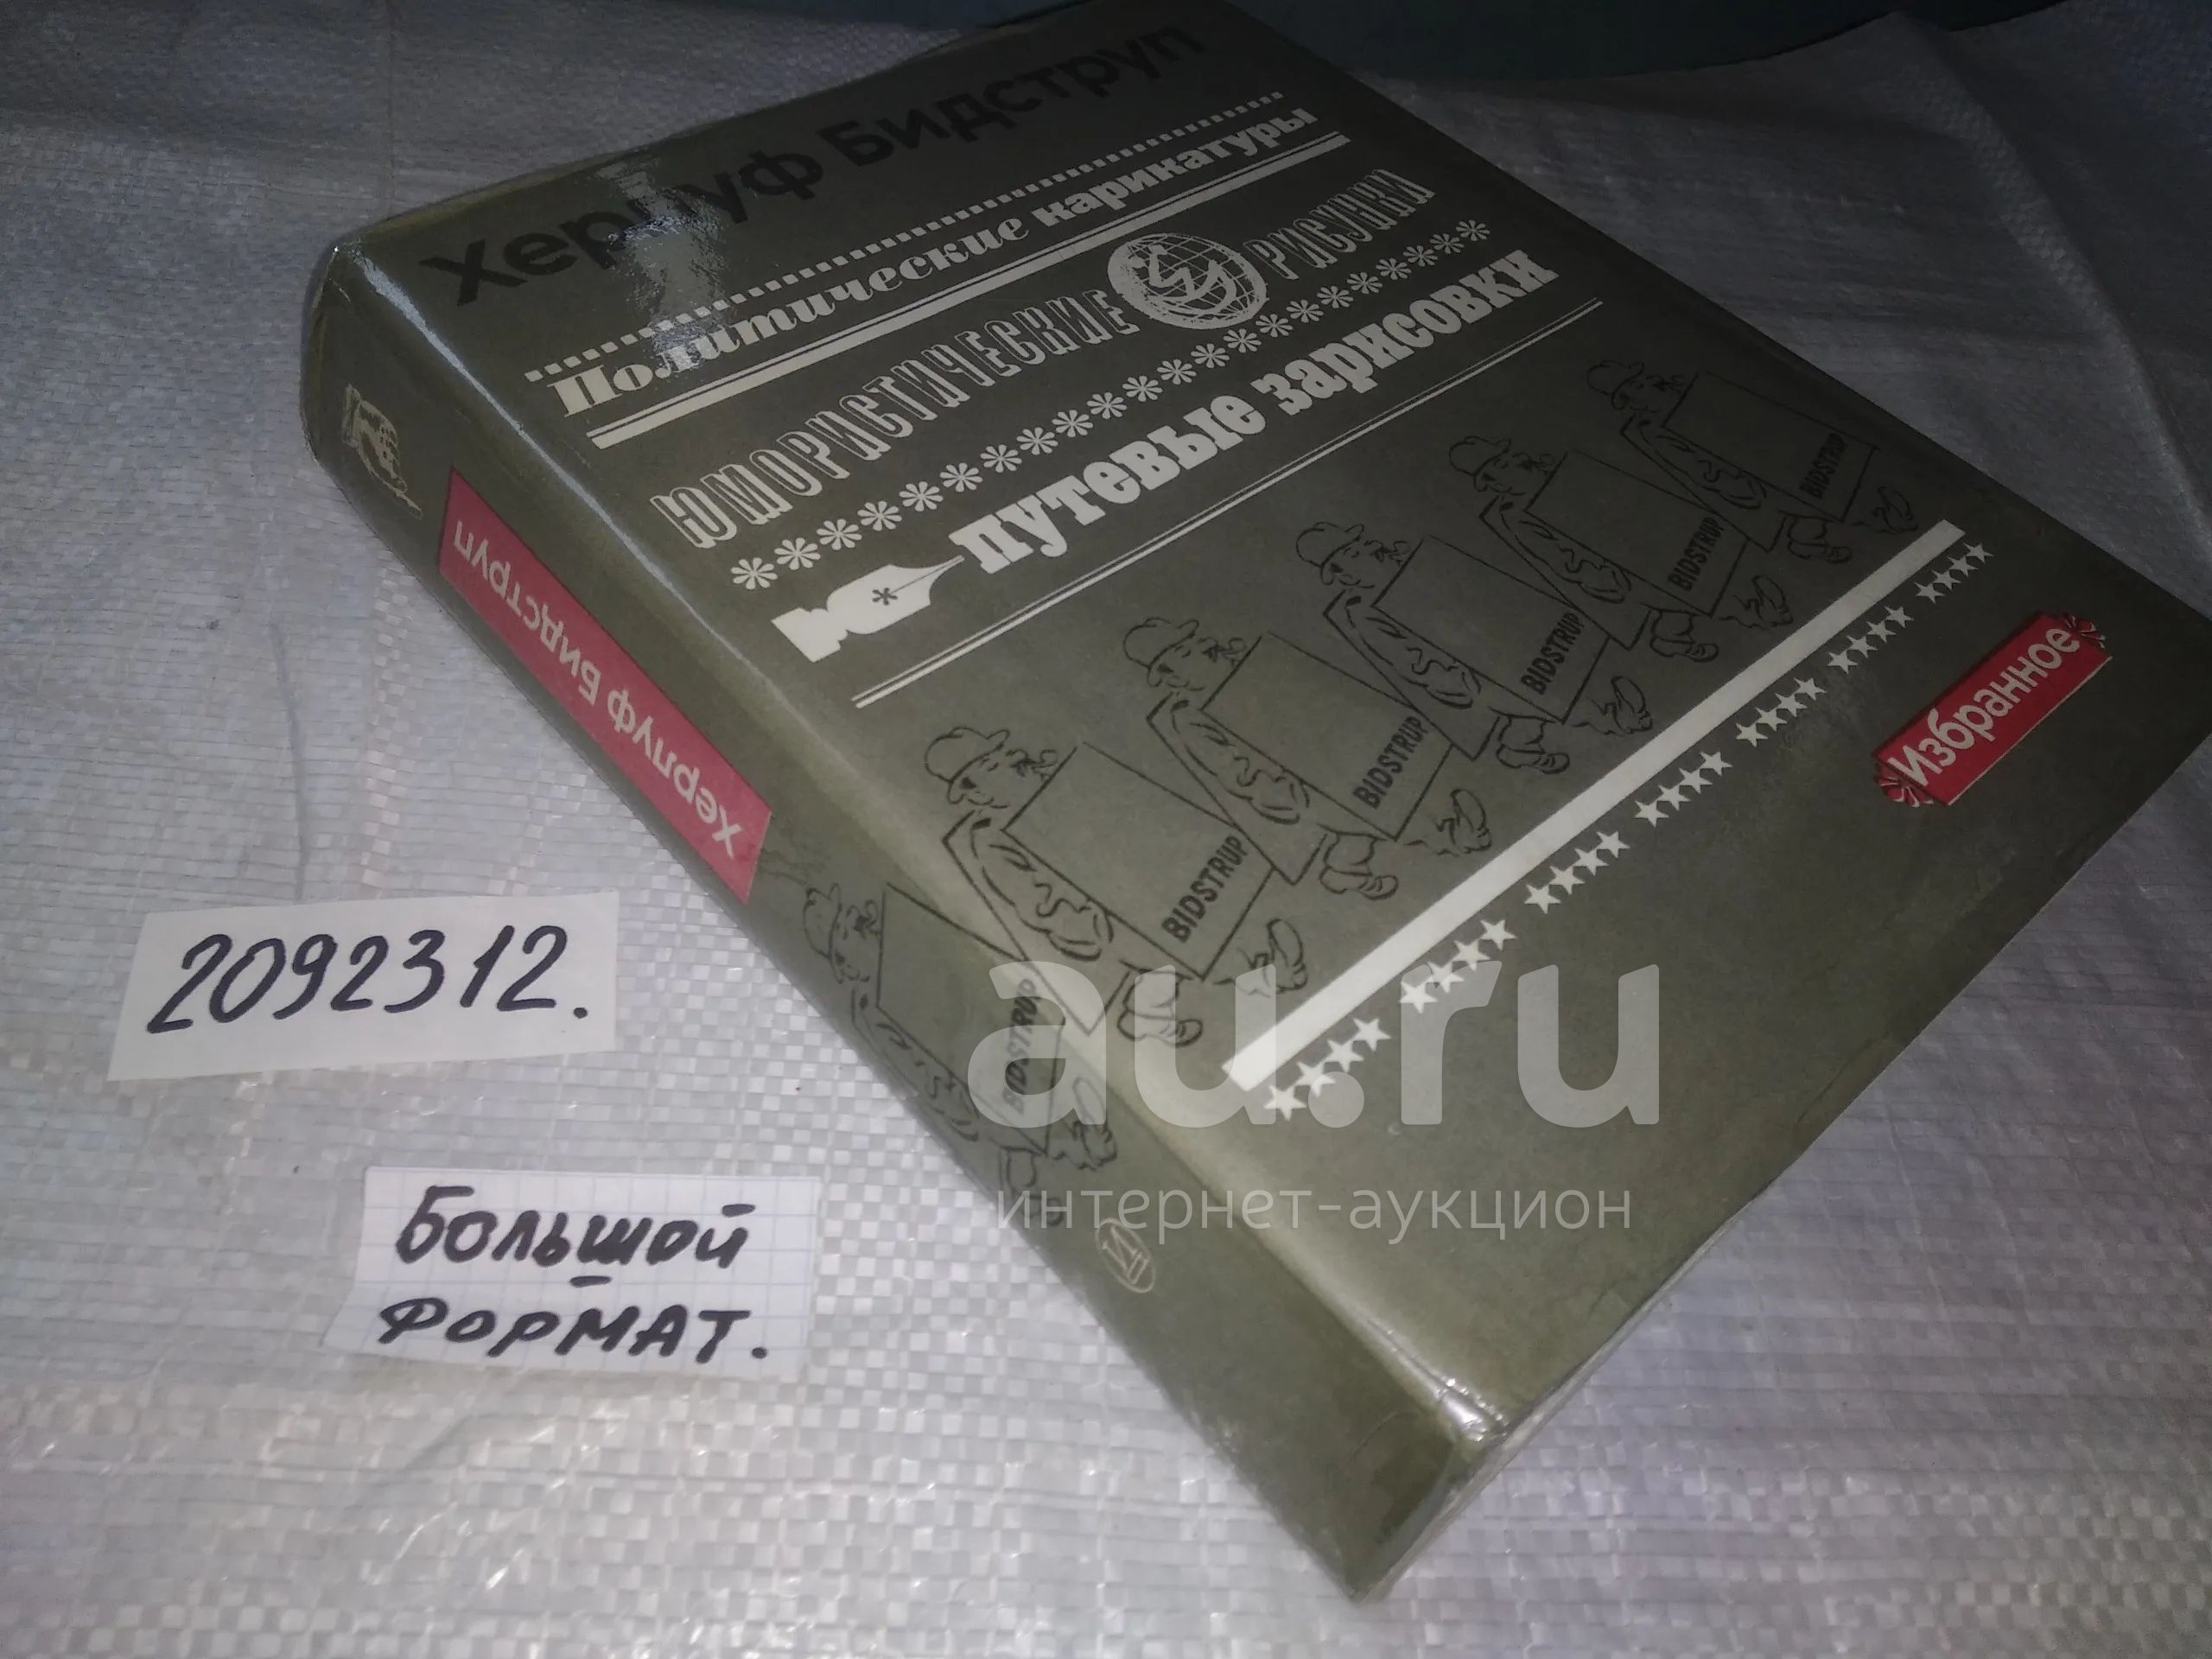 Херлуф Бидструп
Политические карикатуры
ЮМОРИСТИЧЕСКИЕ РИСУНКИ
путевые зарисовки
BIDSTRUP
BIDSTRUP
BIDSTRUP
BIDSTRUP
BIDSTRUP
Избранное
Херлуф Бидструп
BIDSTRUP
2092312.
Большой
формат.
au.ru
интернет-аукцион